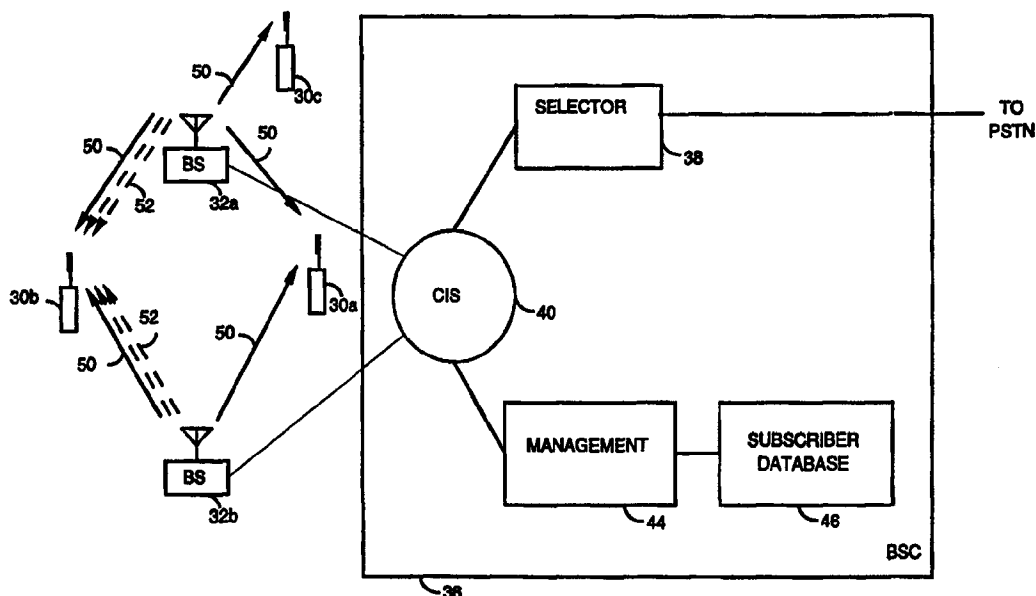 50
30c
SELECTOR
38
TO
PSTN
50
BS
32a
50
52
30b
30a
CIS
40
52
50
50
MANAGEMENT
44
SUBSCRIBER
DATABASE
46
BS
32b
BSC
36